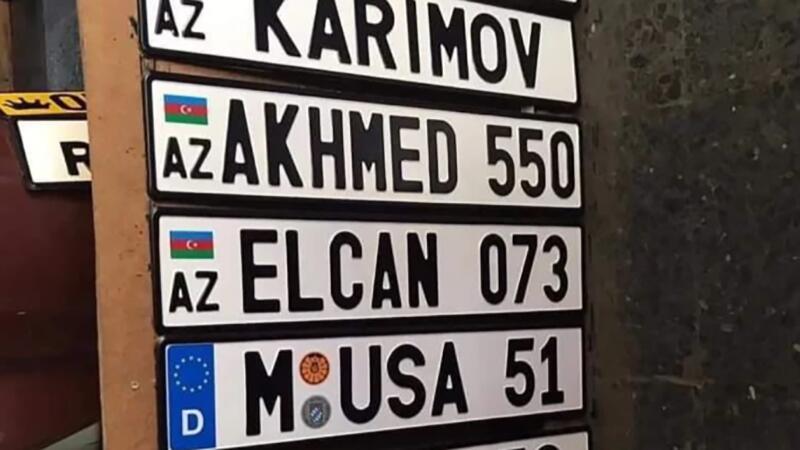 AZ KARIMOV
AZ AKHMED 550
AZ ELCAN 073
D M USA 51